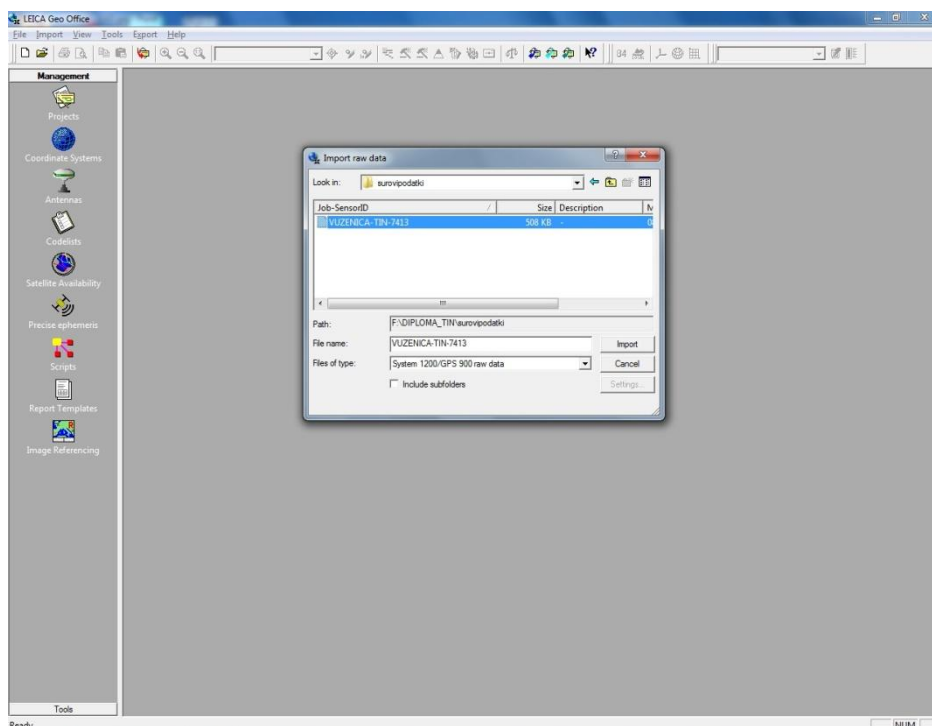 LEICA Geo Office
File Import View Tools Export Help
Management
Projects
Coordinate Systems
Antennas
Codelists
Satellite Availability
Precise ephemeris
Scripts
Report Templates
Image Referencing
Tools
Import raw data
Look in: surovipodatki
Job-SensorID Size Description
VUZENICA-TIN-7413 508 KB -
Path: F:\DIPLOMA_TIN\surovipodatki
File name: VUZENICA-TIN-7413 Import
Files of type: System 1200/GPS 900 raw data Cancel
Include subfolders Settings...
Ready NUM